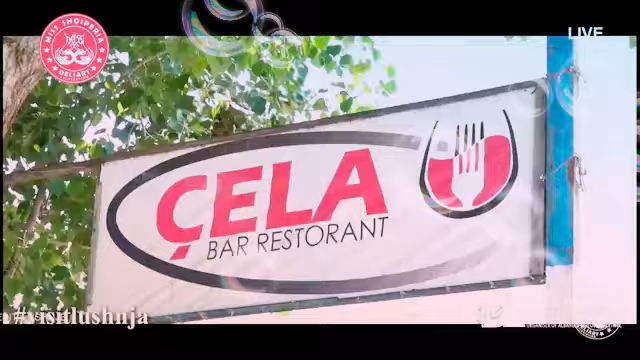 MISS SHQIPERIA
DELIART
LIVE
ÇELA
BAR RESTORANT
#visitlushnja